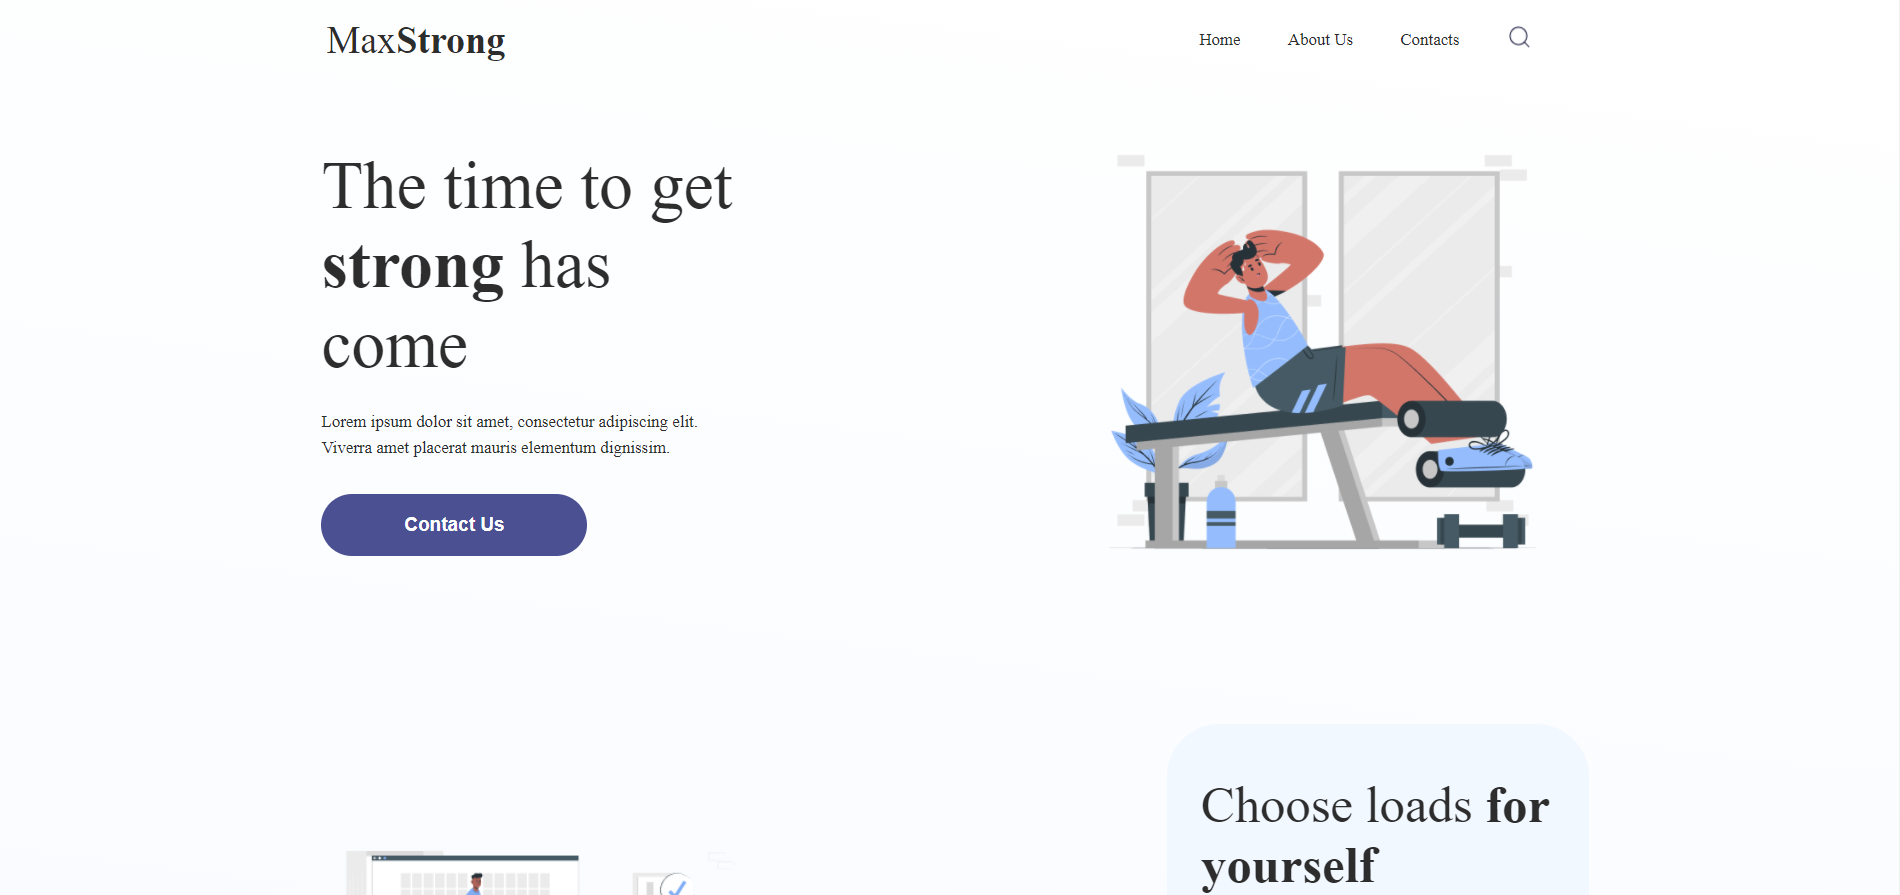 MaxStrong
Home
About Us
Contacts
The time to get
strong has
come
Lorem ipsum dolor sit amet, consectetur adipiscing elit.
Viverra amet placerat mauris elementum dignissim.
Contact Us
Choose loads for
yourself